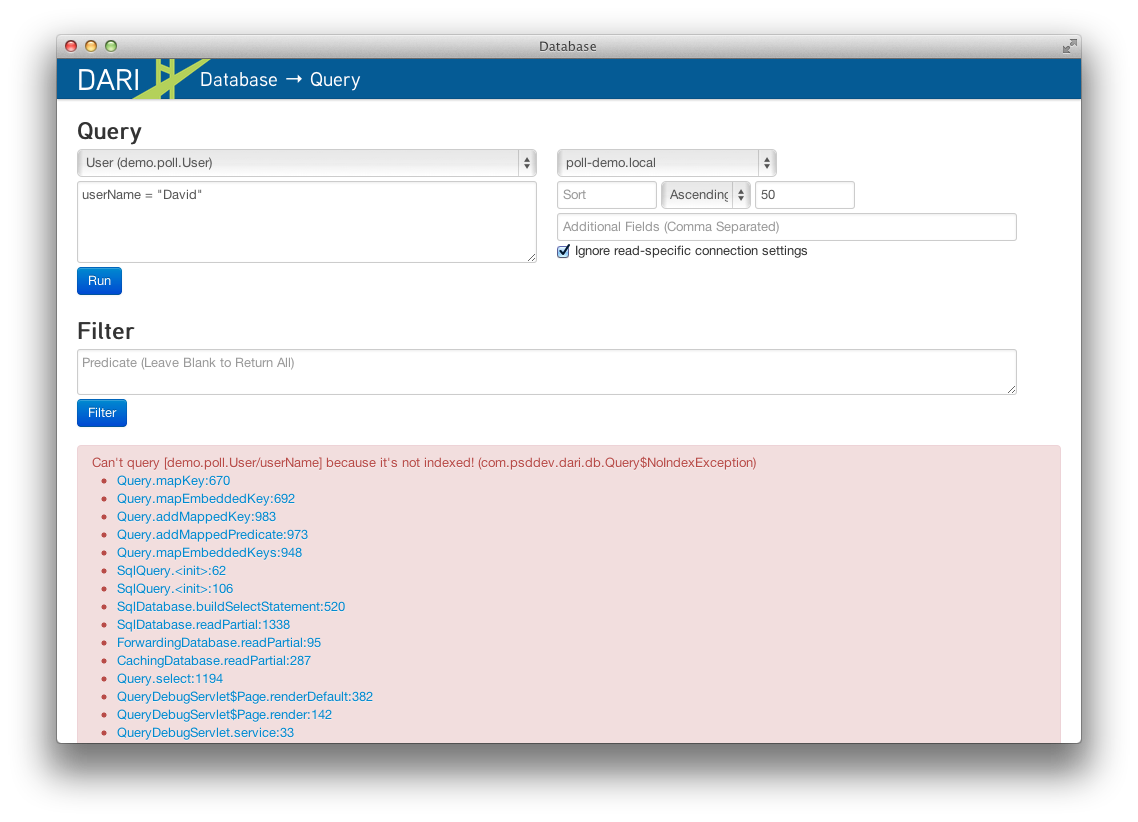 Database
DARI Database → Query
Query
User (demo.poll.User)
poll-demo.local
userName = "David"
Sort Ascending 50
Additional Fields (Comma Separated)
Ignore read-specific connection settings
Run
Filter
Predicate (Leave Blank to Return All)
Filter
Can't query [demo.poll.User/userName] because it's not indexed! (com.psddev.dari.db.Query$NoIndexException)
• Query.mapKey:670
• Query.mapEmbeddedKey:692
• Query.addMappedKey:983
• Query.addMappedPredicate:973
• Query.mapEmbeddedKeys:948
• SqlQuery.<init>:62
• SqlQuery.<init>:106
• SqlDatabase.buildSelectStatement:520
• SqlDatabase.readPartial:1338
• ForwardingDatabase.readPartial:95
• CachingDatabase.readPartial:287
• Query.select:1194
• QueryDebugServlet$Page.renderDefault:382
• QueryDebugServlet$Page.render:142
• QueryDebugServlet.service:33